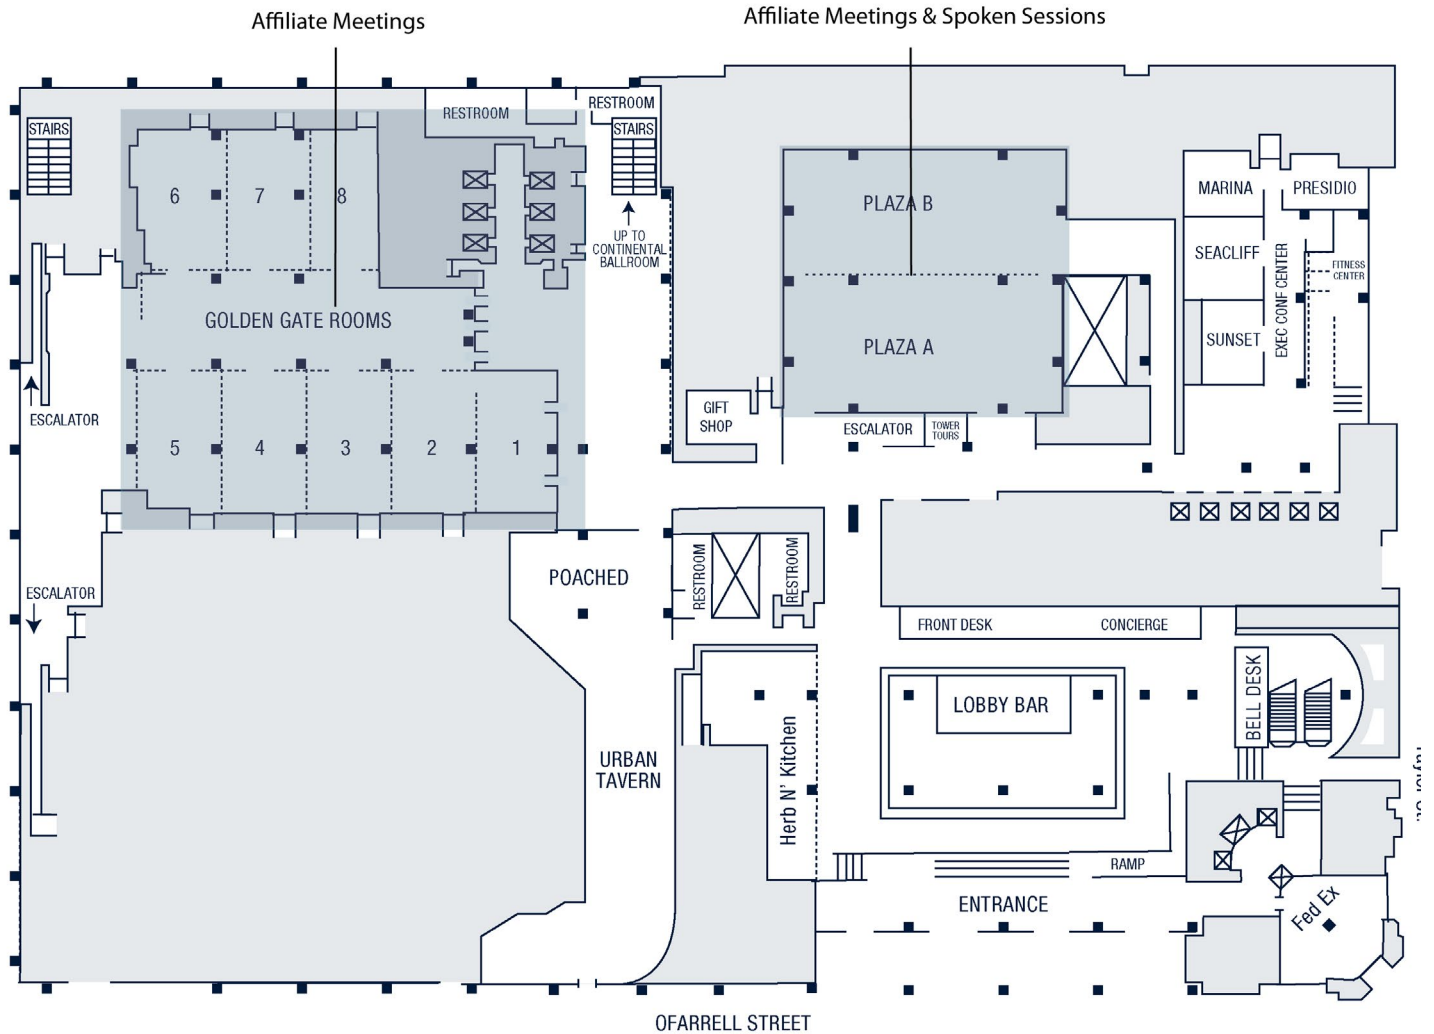 Affiliate Meetings
Affiliate Meetings & Spoken Sessions
STAIRS
RESTROOM
RESTROOM
STAIRS
6
7
8
UP TO
CONTINENTAL
BALLROOM
PLAZA B
MARINA
PRESIDIO
SEACLIFF
EXEC CONF CENTER
FITNESS
CENTER
GOLDEN GATE ROOMS
PLAZA A
SUNSET
ESCALATOR
GIFT
SHOP
ESCALATOR
TOWER
TOURS
5
4
3
2
1
POACHED
RESTROOM
RESTROOM
ESCALATOR
FRONT DESK
CONCIERGE
LOBBY BAR
BELL DESK
URBAN
TAVERN
Herb N' Kitchen
RAMP
ENTRANCE
Fed Ex
OFARRELL STREET